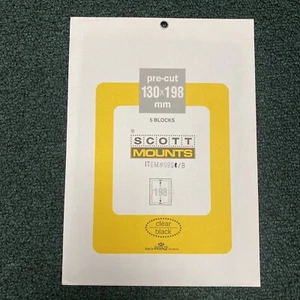 pre-cut
130x198
mm
5 BLOCKS
SCOTT
MOUNTS
198
clear
black